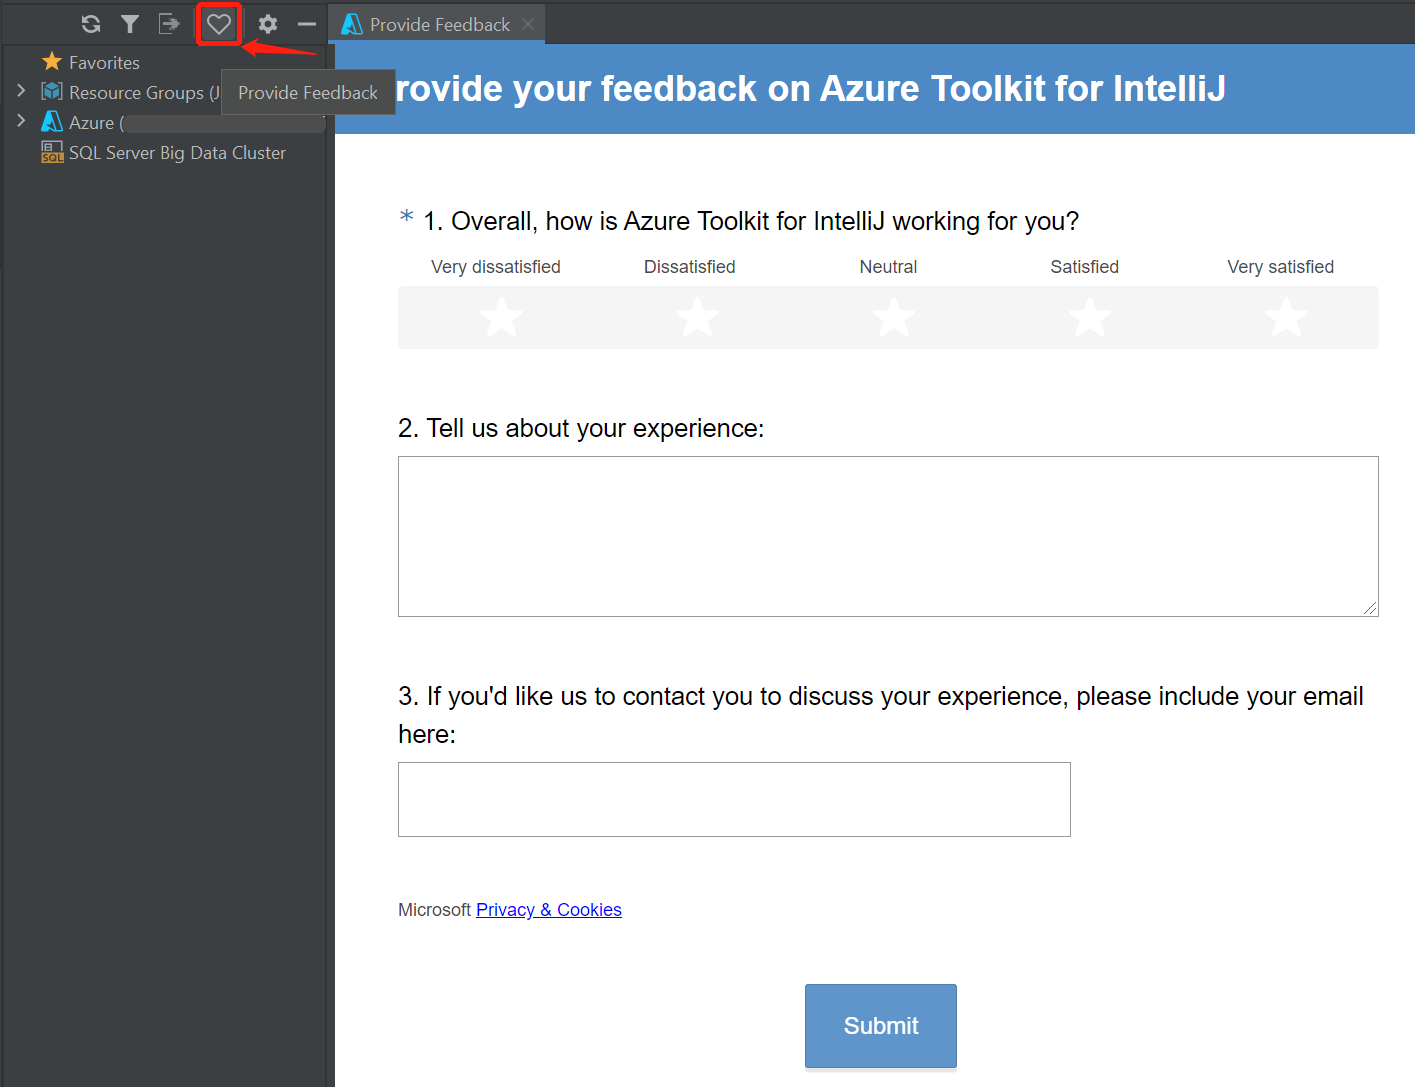 Provide Feedback
Favorites
Resource Groups (J
Provide Feedback
Azure (
SQL
SQL Server Big Data Cluster
rovide your feedback on Azure Toolkit for IntelliJ
* 1. Overall, how is Azure Toolkit for IntelliJ working for you?
Very dissatisfied Dissatisfied Neutral Satisfied Very satisfied
2. Tell us about your experience:
3. If you'd like us to contact you to discuss your experience, please include your email
here:
Microsoft Privacy & Cookies
Submit